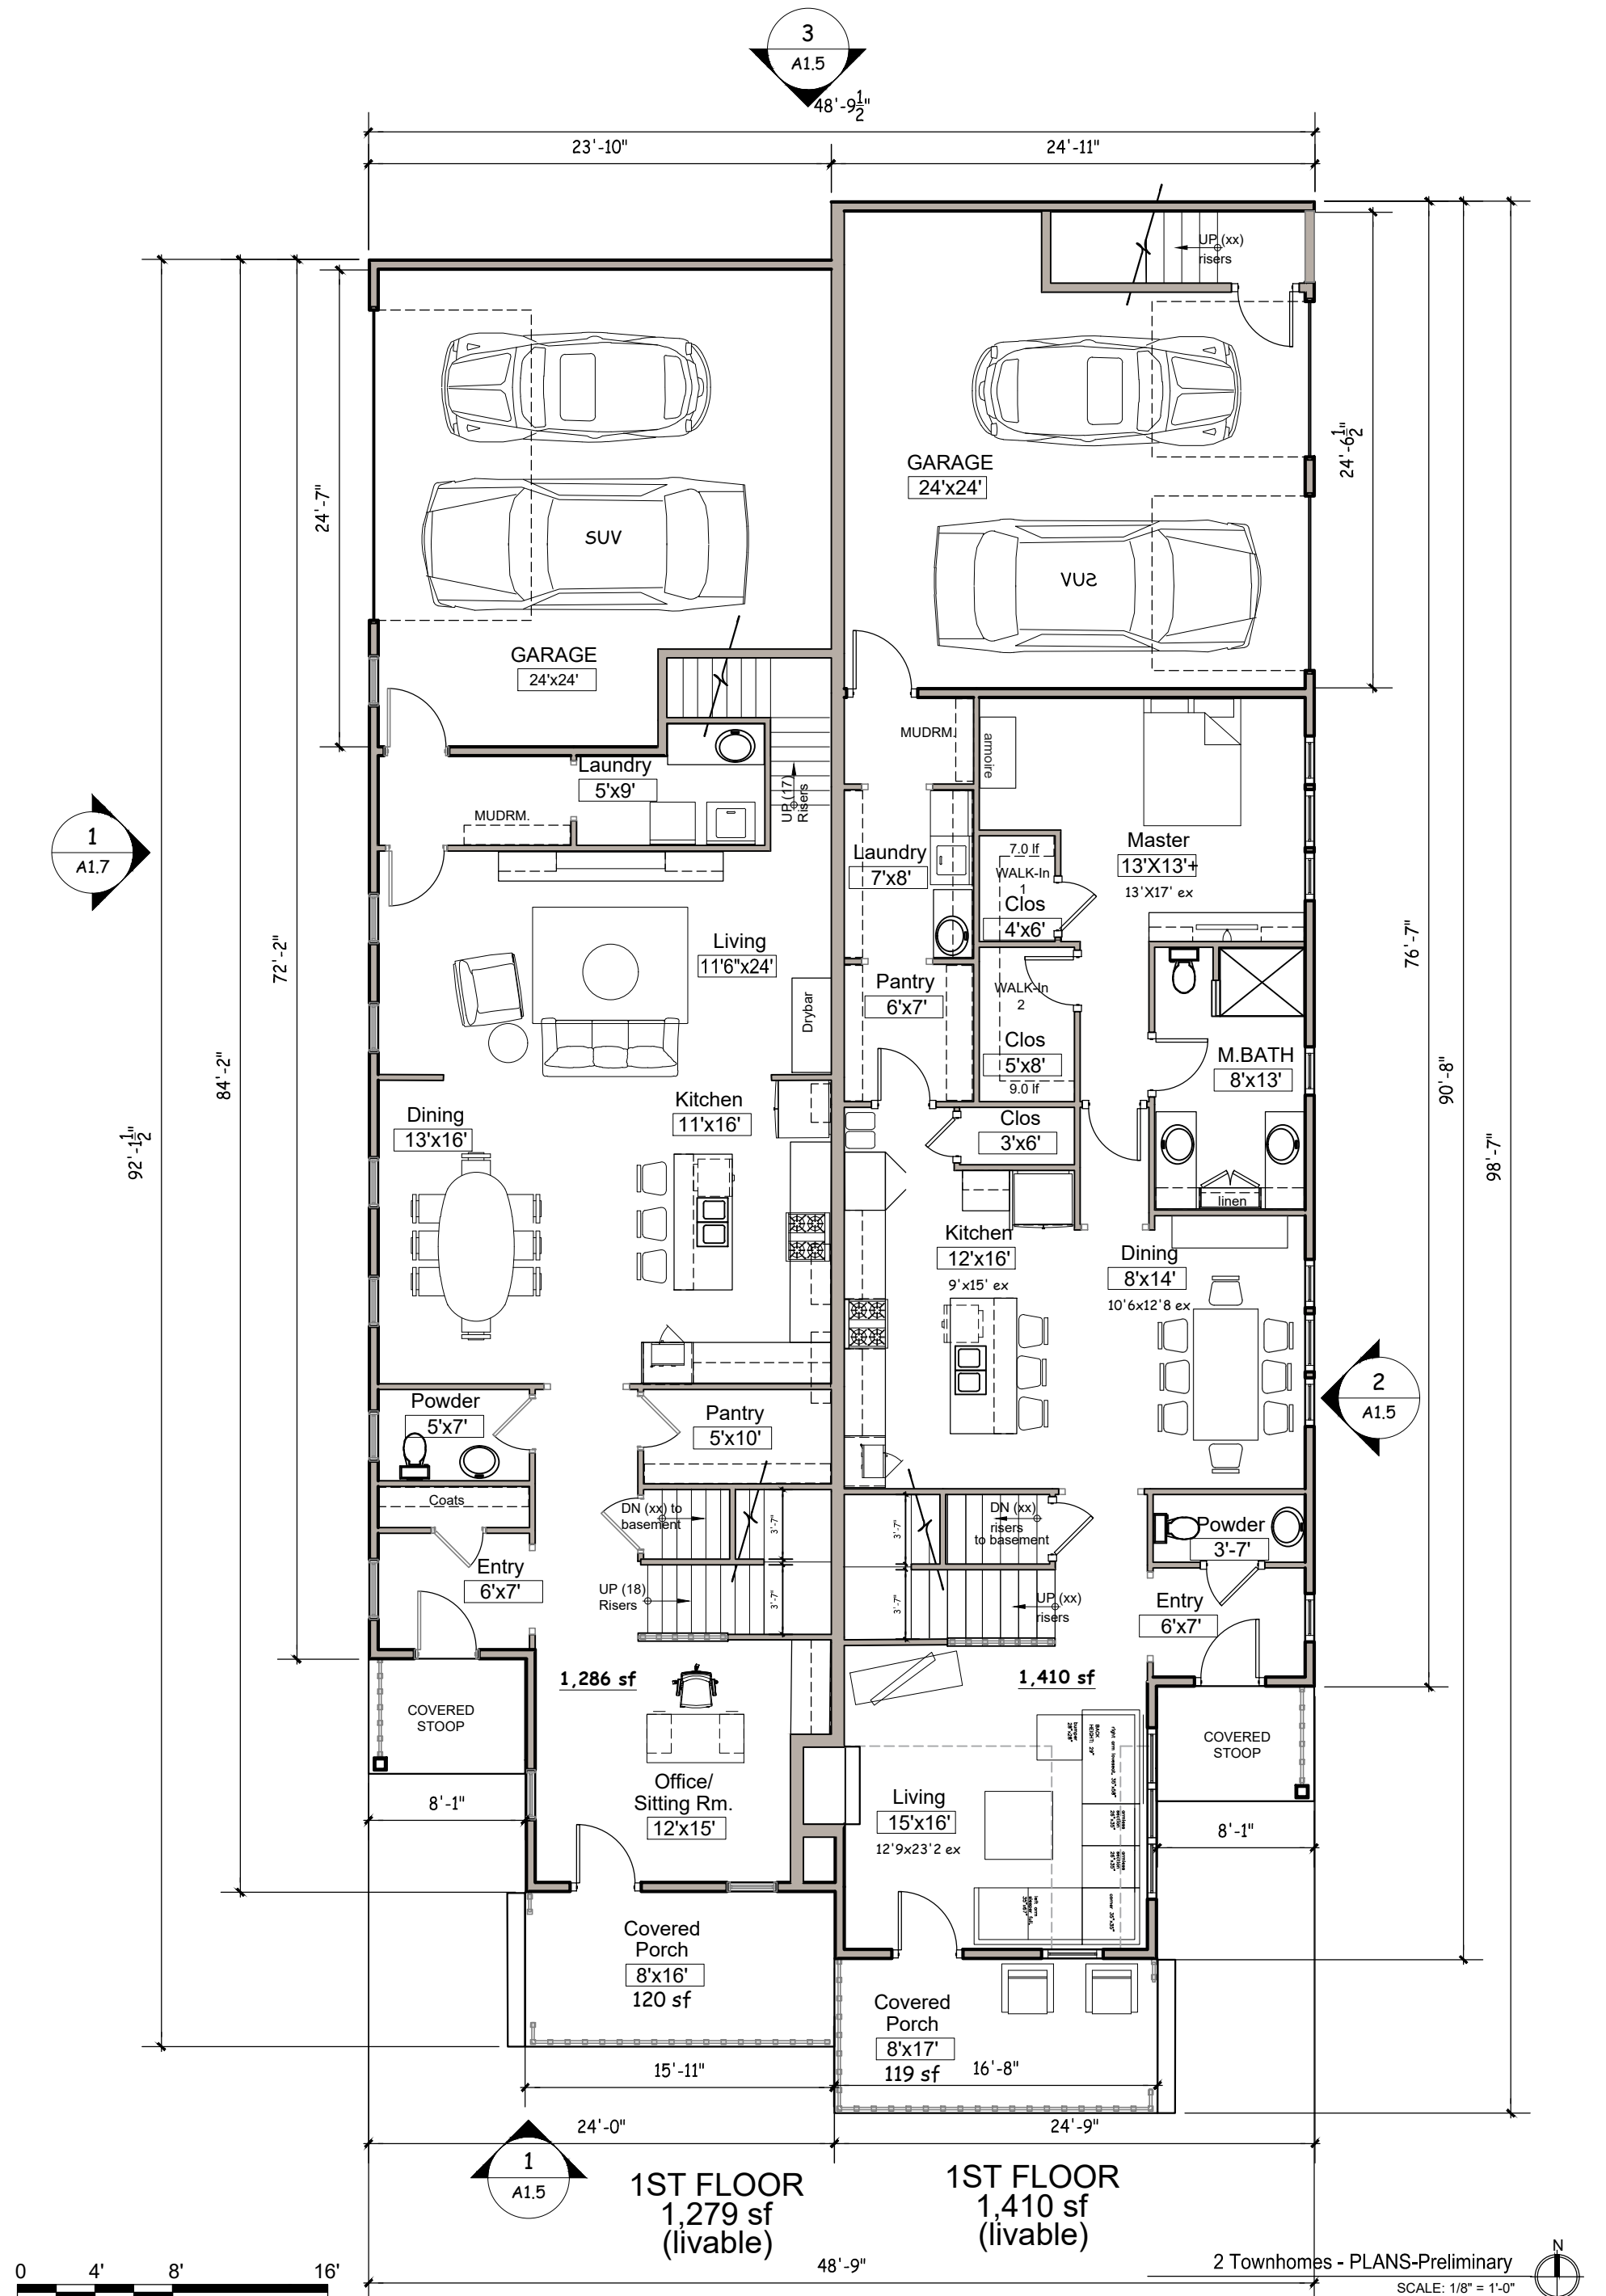 3
A1.5
48'-9 1/2"
23'-10"
24'-11"
UP (xx)
risers
GARAGE
24'x24'
24'-6 1/2"
24'-7"
SUV
SUV
GARAGE
24'x24'
MUDRM.
armoire
Laundry
5'x9'
MUDRM.
UP (17)
Risers
1
A1.7
Master
13'X13'+
13'X17' ex
Laundry
7'x8'
7.0 lf
WALK-In
1
Clos
4'x6'
72'-2"
76'-7"
Living
11'6"x24'
Drybar
Pantry
6'x7'
WALK-In
2
Clos
5'x8'
9.0 lf
M.BATH
8'x13'
84'-2"
90'-8"
Dining
13'x16'
Kitchen
11'x16'
Clos
3'x6'
92'-1 1/2"
98'-7"
linen
Kitchen
12'x16'
9'x15' ex
Dining
8'x14'
10'6x12'8 ex
2
A1.5
Powder
5'x7'
Pantry
5'x10'
Coats
DN (xx) to
basement
3'-7"
3'-7"
DN (xx)
risers
to basement
Powder
3'-7'
Entry
6'x7'
UP (18)
Risers
3'-7"
3'-7"
UP (xx)
risers
Entry
6'x7'
1,286 sf
1,410 sf
COVERED
STOOP
COVERED
STOOP
8'-1"
Office/
Sitting Rm.
12'x15'
Living
15'x16'
12'9x23'2 ex
8'-1"
Covered
Porch
8'x16'
120 sf
Covered
Porch
8'x17'
119 sf
15'-11"
16'-8"
24'-0"
24'-9"
1
A1.5
1ST FLOOR
1,279 sf
(livable)
1ST FLOOR
1,410 sf
(livable)
48'-9"
0 4' 8' 16'
2 Townhomes - PLANS-Preliminary
SCALE: 1/8" = 1'-0"
N